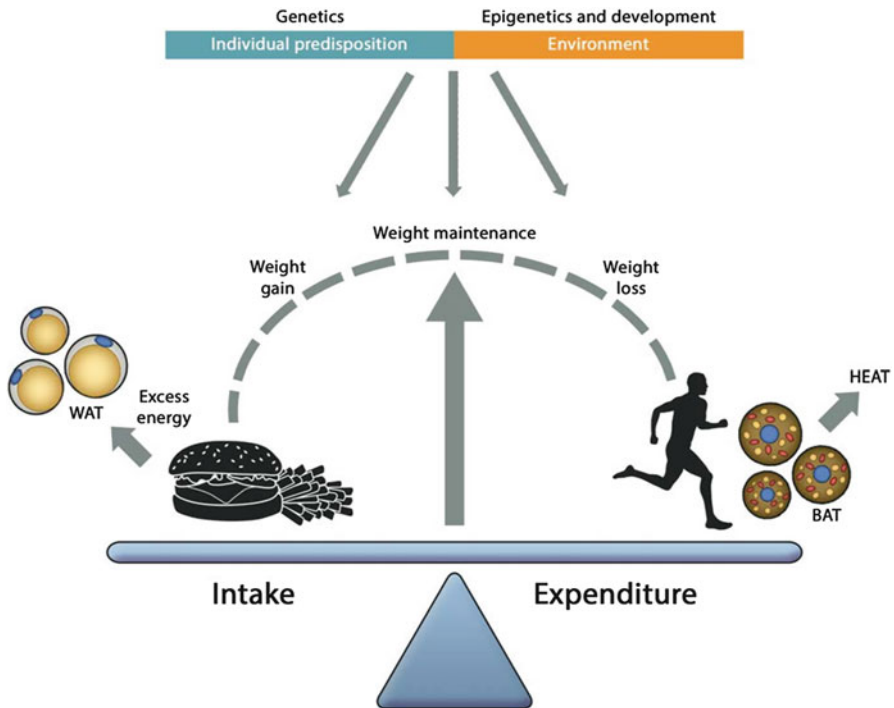 Genetics
Epigenetics and development
Individual predisposition
Environment
Weight maintenance
Weight
gain
Weight
loss
HEAT
Excess
energy
WAT
BAT
Intake
Expenditure